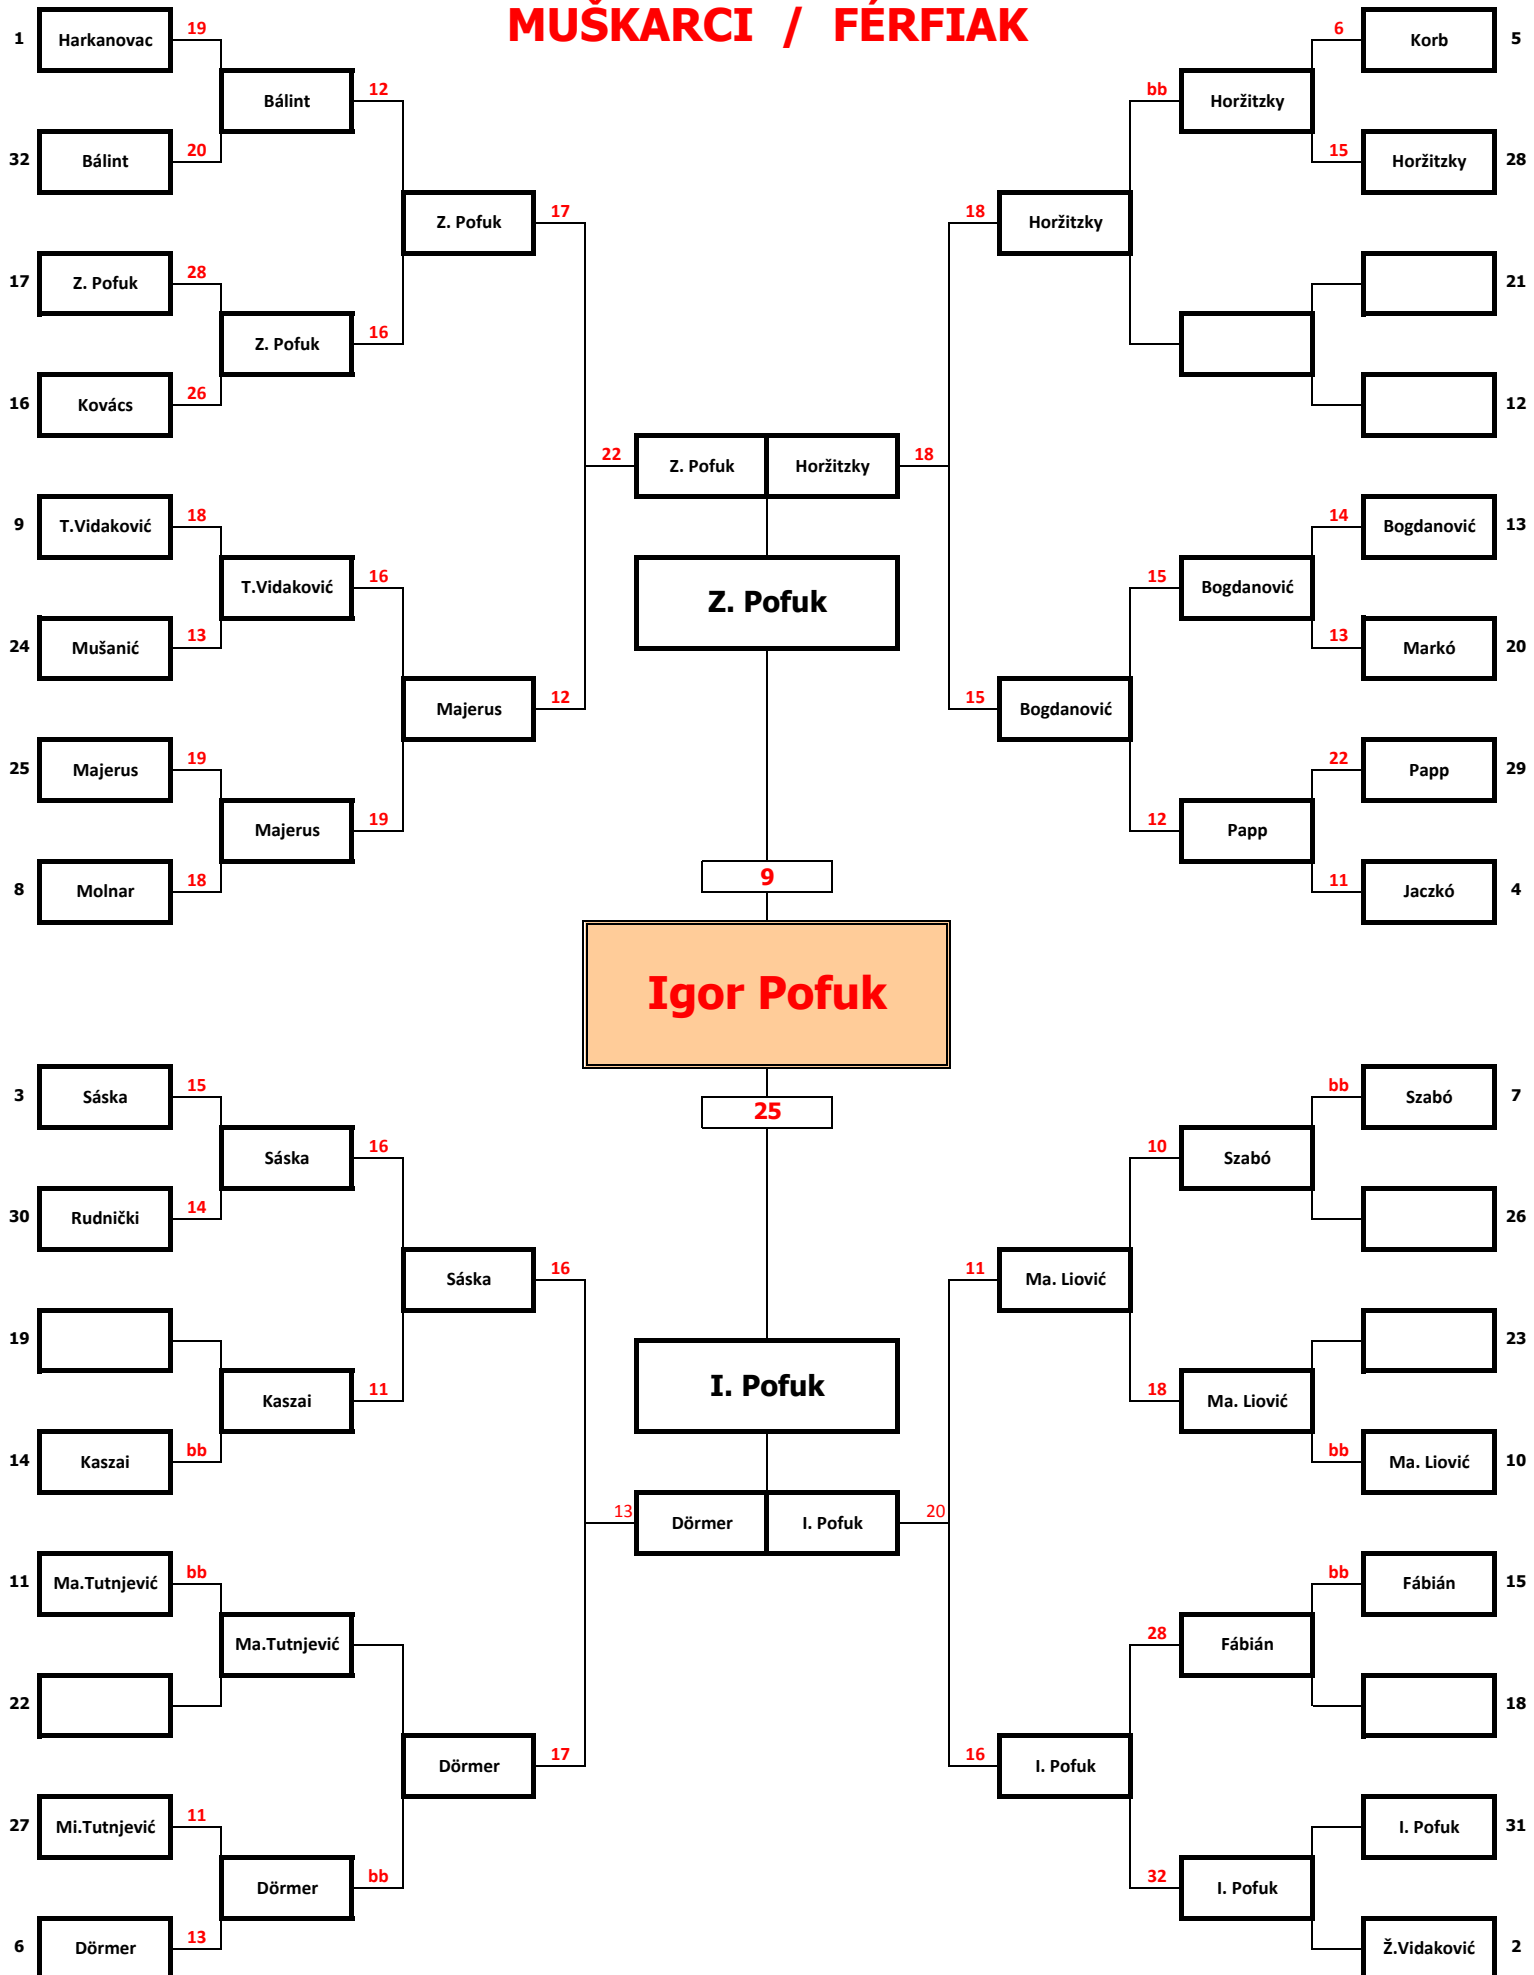 MUŠKARCI / FÉRFIAK
1 Harkanovac 19 6 Korb 5
Bálint 12 bb Horžitzky
32 Bálint 20 15 Horžitzky 28
Z. Pofuk 17 18 Horžitzky
17 Z. Pofuk 28 21
Z. Pofuk 16
16 Kovács 26 12
22 Z. Pofuk Horžitzky 18
9 T.Vidaković 18 14 Bogdanović 13
T.Vidaković 16 15 Bogdanović
Z. Pofuk
24 Mušanić 13 13 Markó 20
Majerus 12 15 Bogdanović
25 Majerus 19 22 Papp 29
Majerus 19 12 Papp
9
8 Molnar 18 11 Jaczkó 4
Igor Pofuk
3 Sáska 15 bb Szabó 7
25
Sáska 16 10 Szabó
30 Rudnički 14 26
Sáska 16 11 Ma. Liović
19 23
I. Pofuk
Kaszai 11 18 Ma. Liović
14 Kaszai bb bb Ma. Liović 10
13 Dörmer I. Pofuk 20
11 Ma.Tutnjević bb bb Fábián 15
Ma.Tutnjević 28 Fábián
22 18
Dörmer 17 16 I. Pofuk
27 Mi.Tutnjević 11 I. Pofuk 31
Dörmer bb 32 I. Pofuk
6 Dörmer 13 Ž.Vidaković 2